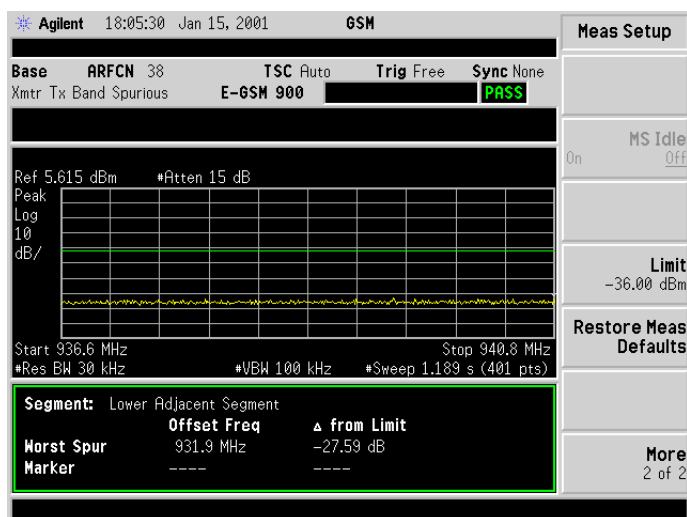 Agilent 18:05:30 Jan 15, 2001 GSM
Meas Setup
Base ARFCN 38 TSC Auto Trig Free Sync None
Xmtr Tx Band Spurious E-GSM 900 PASS
MS Idle
On Off
Ref 5.615 dBm #Atten 15 dB
Peak
Log
10
dB/
Limit
-36.00 dBm
Restore Meas
Defaults
Start 936.6 MHz Stop 940.8 MHz
#Res BW 30 kHz #VBW 100 kHz #Sweep 1.189 s (401 pts)
Segment: Lower Adjacent Segment
Offset Freq Δ from Limit
Worst Spur 931.9 MHz -27.59 dB
Marker ---- ----
More
2 of 2